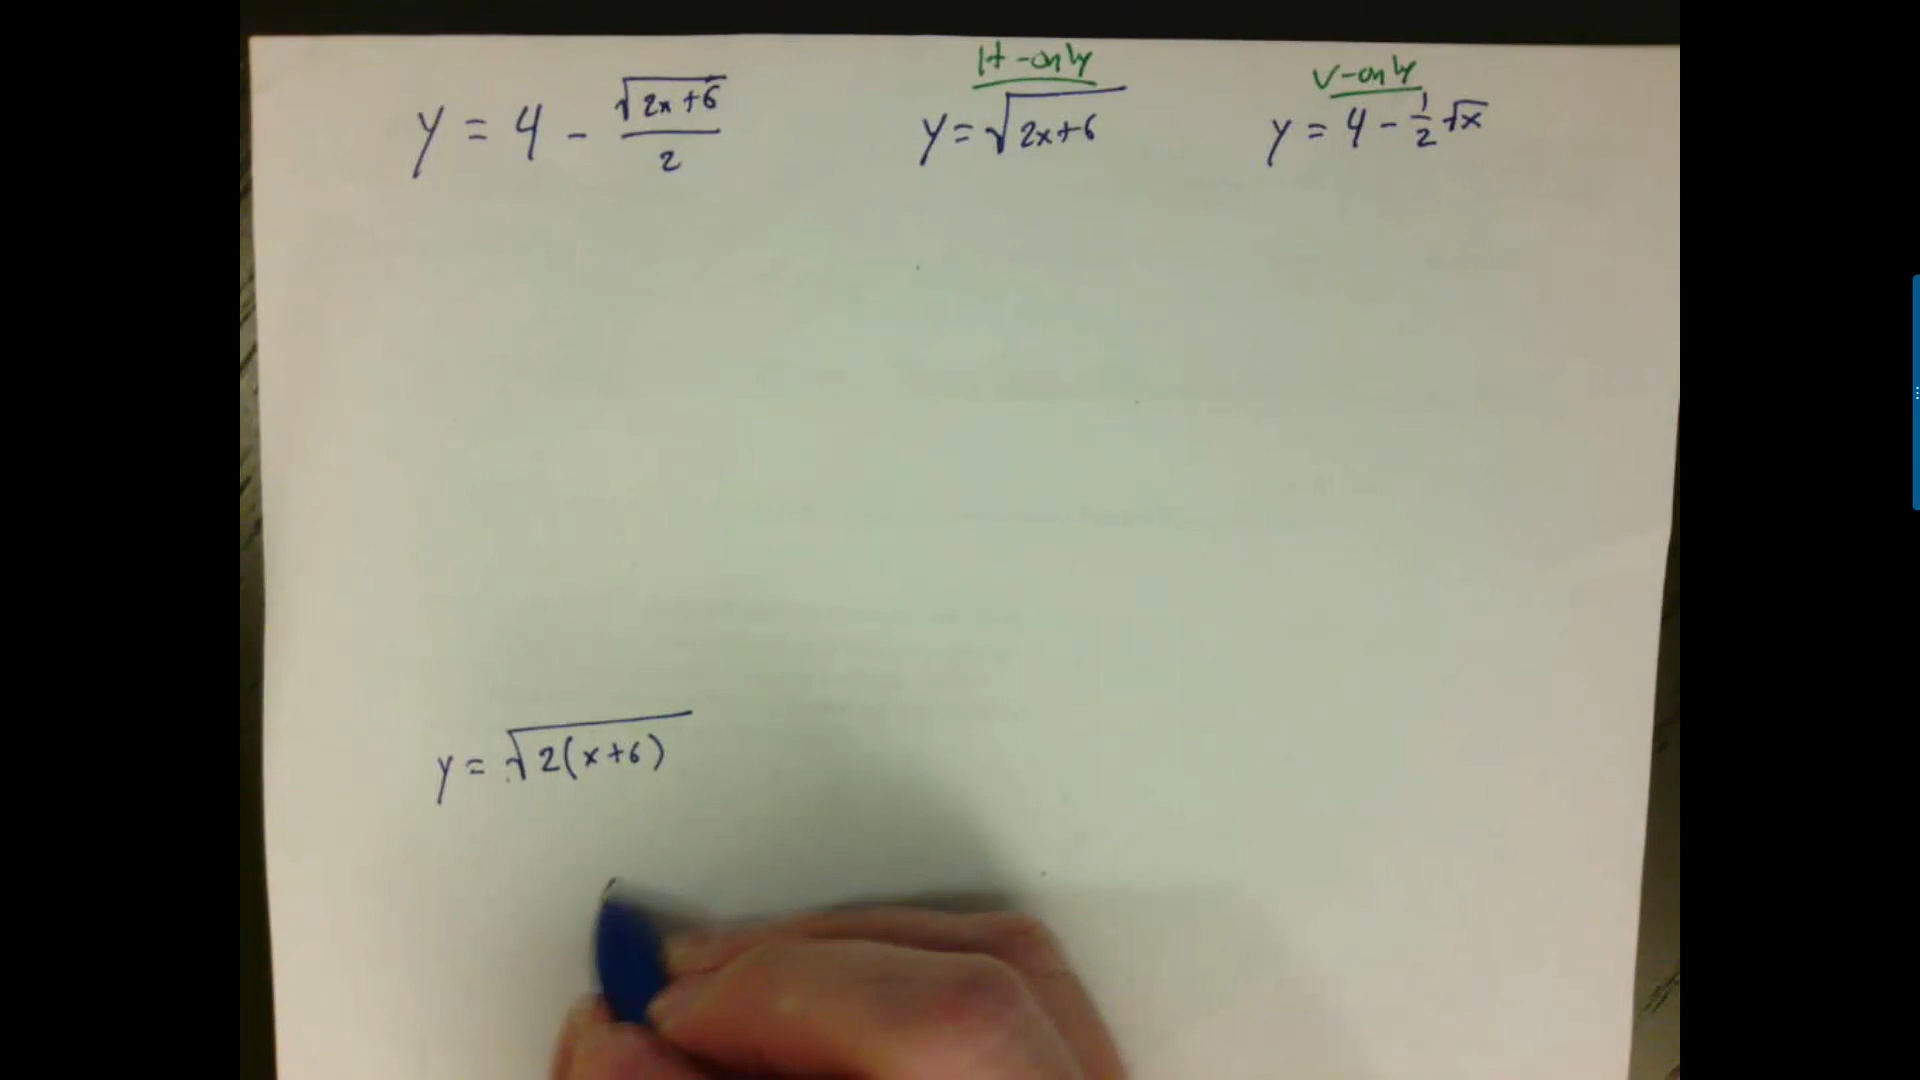 H-only
V-only
y = 4 - √(2x+6)/2
y = √(2x+6)
y = 4 - 1/2 √x
y = √(2(x+6))